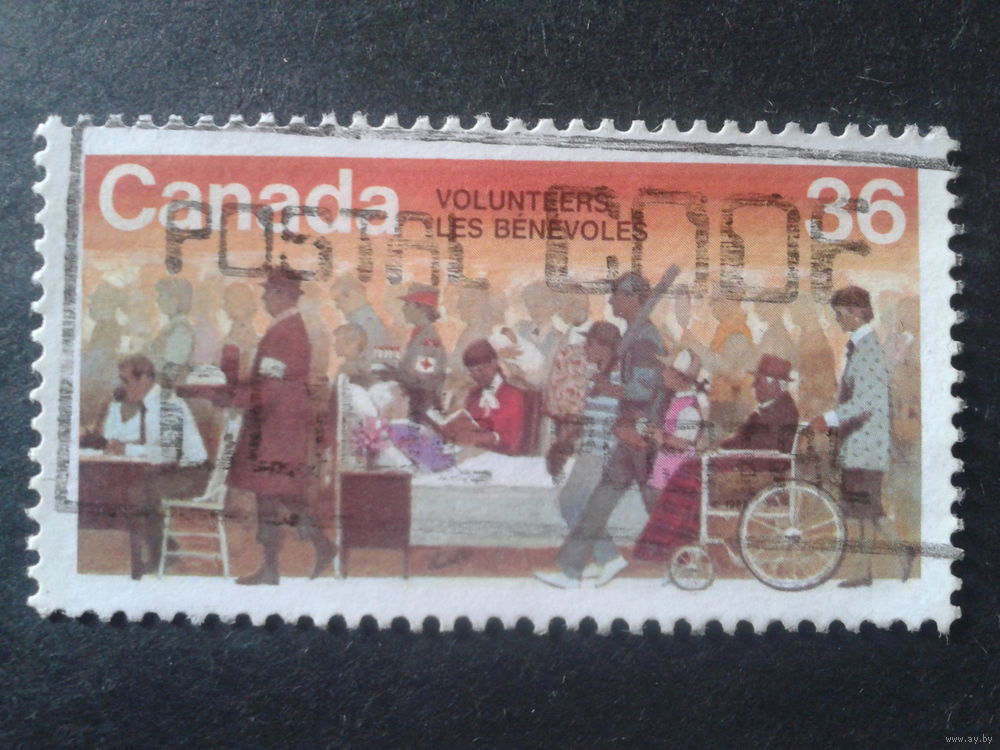 Canada
VOLUNTEERS
LES BÉNÉVOLES
36
POSTAL CODE
www.ay.by